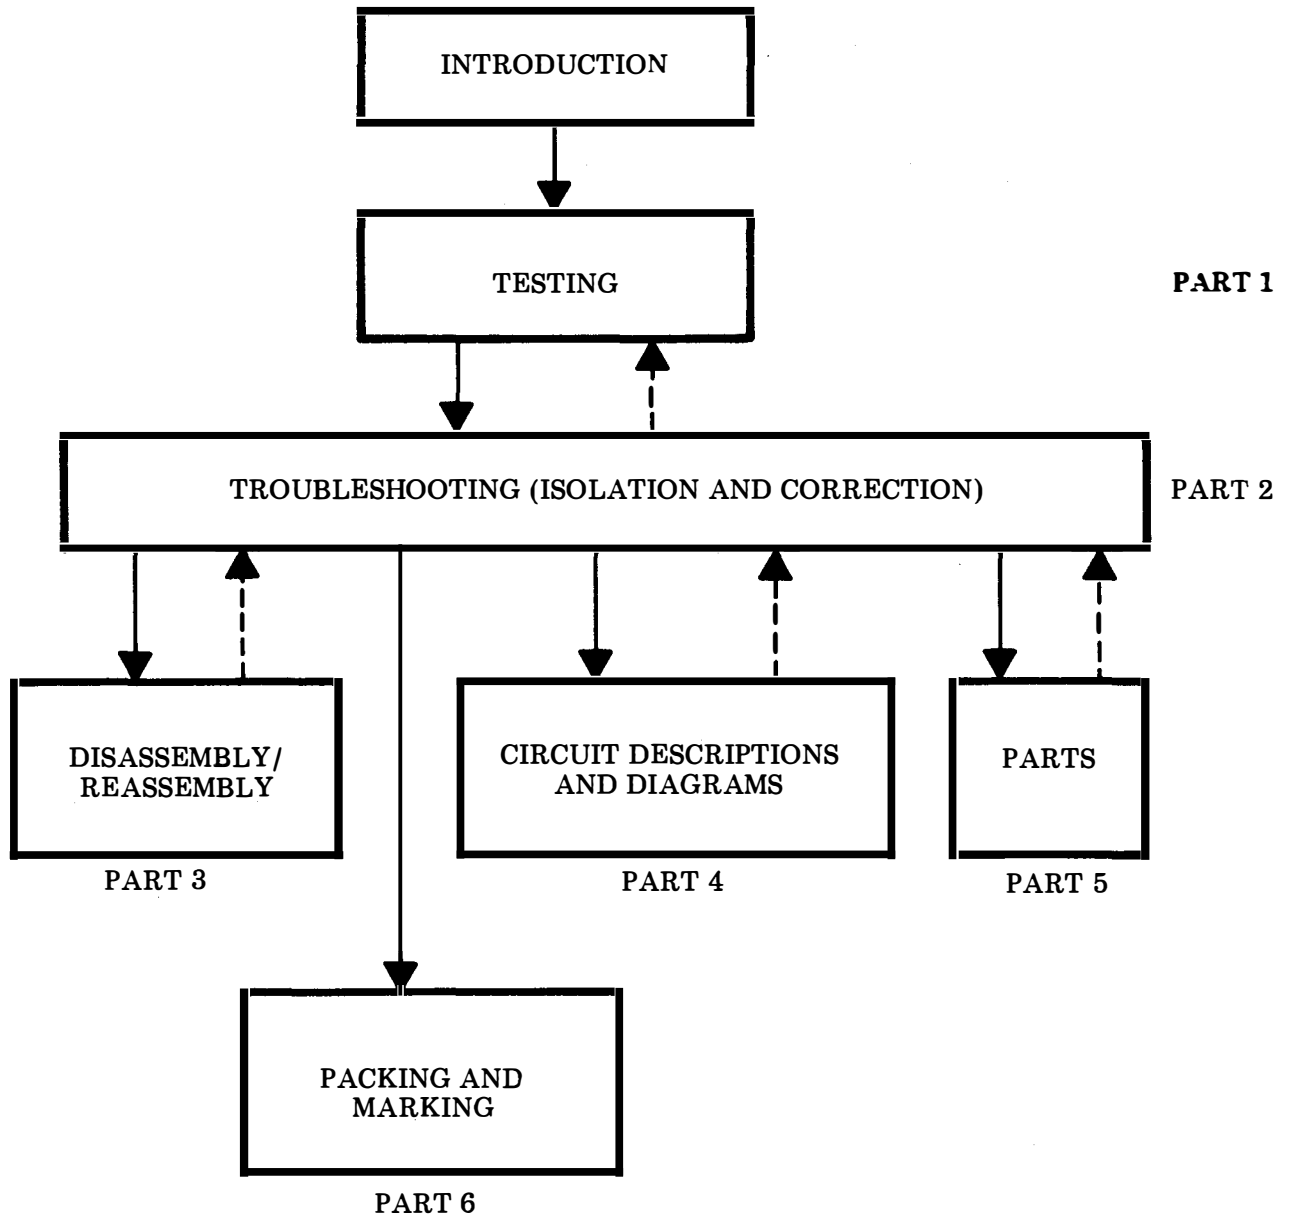 INTRODUCTION
TESTING
PART 1
TROUBLESHOOTING (ISOLATION AND CORRECTION)
PART 2
DISASSEMBLY/
REASSEMBLY
PART 3
CIRCUIT DESCRIPTIONS
AND DIAGRAMS
PART 4
PARTS
PART 5
PACKING AND
MARKING
PART 6